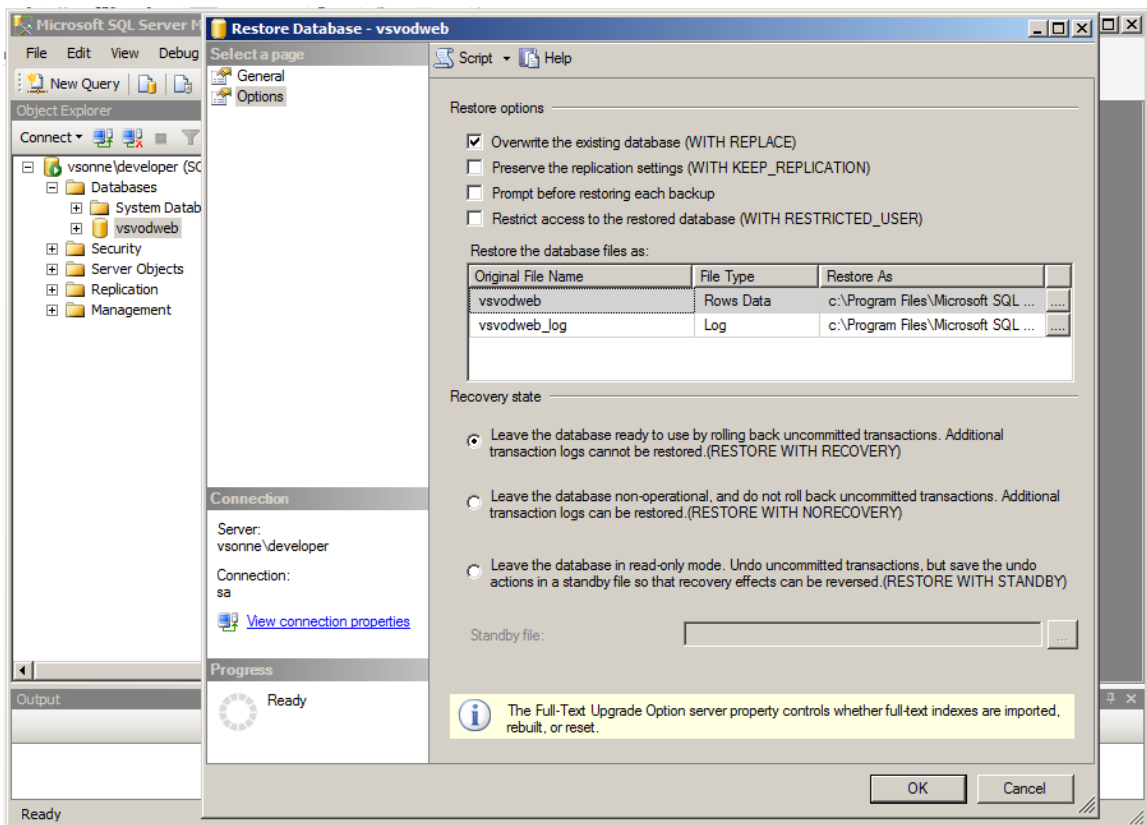 Microsoft SQL Server M
File Edit View Debug
New Query
Object Explorer
Connect
vsonne\developer (SC
Databases
System Datab
vsvodweb
Security
Server Objects
Replication
Management
Output
Ready
Restore Database - vsvodweb
Select a page
General
Options
Connection
Server:
vsonne\developer
Connection:
sa
View connection properties
Progress
Ready
Script Help
Restore options
Overwrite the existing database (WITH REPLACE)
Preserve the replication settings (WITH KEEP_REPLICATION)
Prompt before restoring each backup
Restrict access to the restored database (WITH RESTRICTED_USER)
Restore the database files as:
Original File Name File Type Restore As
vsvodweb Rows Data c:\Program Files\Microsoft SQL ... ....
vsvodweb_log Log c:\Program Files\Microsoft SQL ... ....
Recovery state
Leave the database ready to use by rolling back uncommitted transactions. Additional
transaction logs cannot be restored.(RESTORE WITH RECOVERY)
Leave the database non-operational, and do not roll back uncommitted transactions. Additional
transaction logs can be restored.(RESTORE WITH NORECOVERY)
Leave the database in read-only mode. Undo uncommitted transactions, but save the undo
actions in a standby file so that recovery effects can be reversed.(RESTORE WITH STANDBY)
Standby file: ...
The Full-Text Upgrade Option server property controls whether full-text indexes are imported,
rebuilt, or reset.
OK Cancel